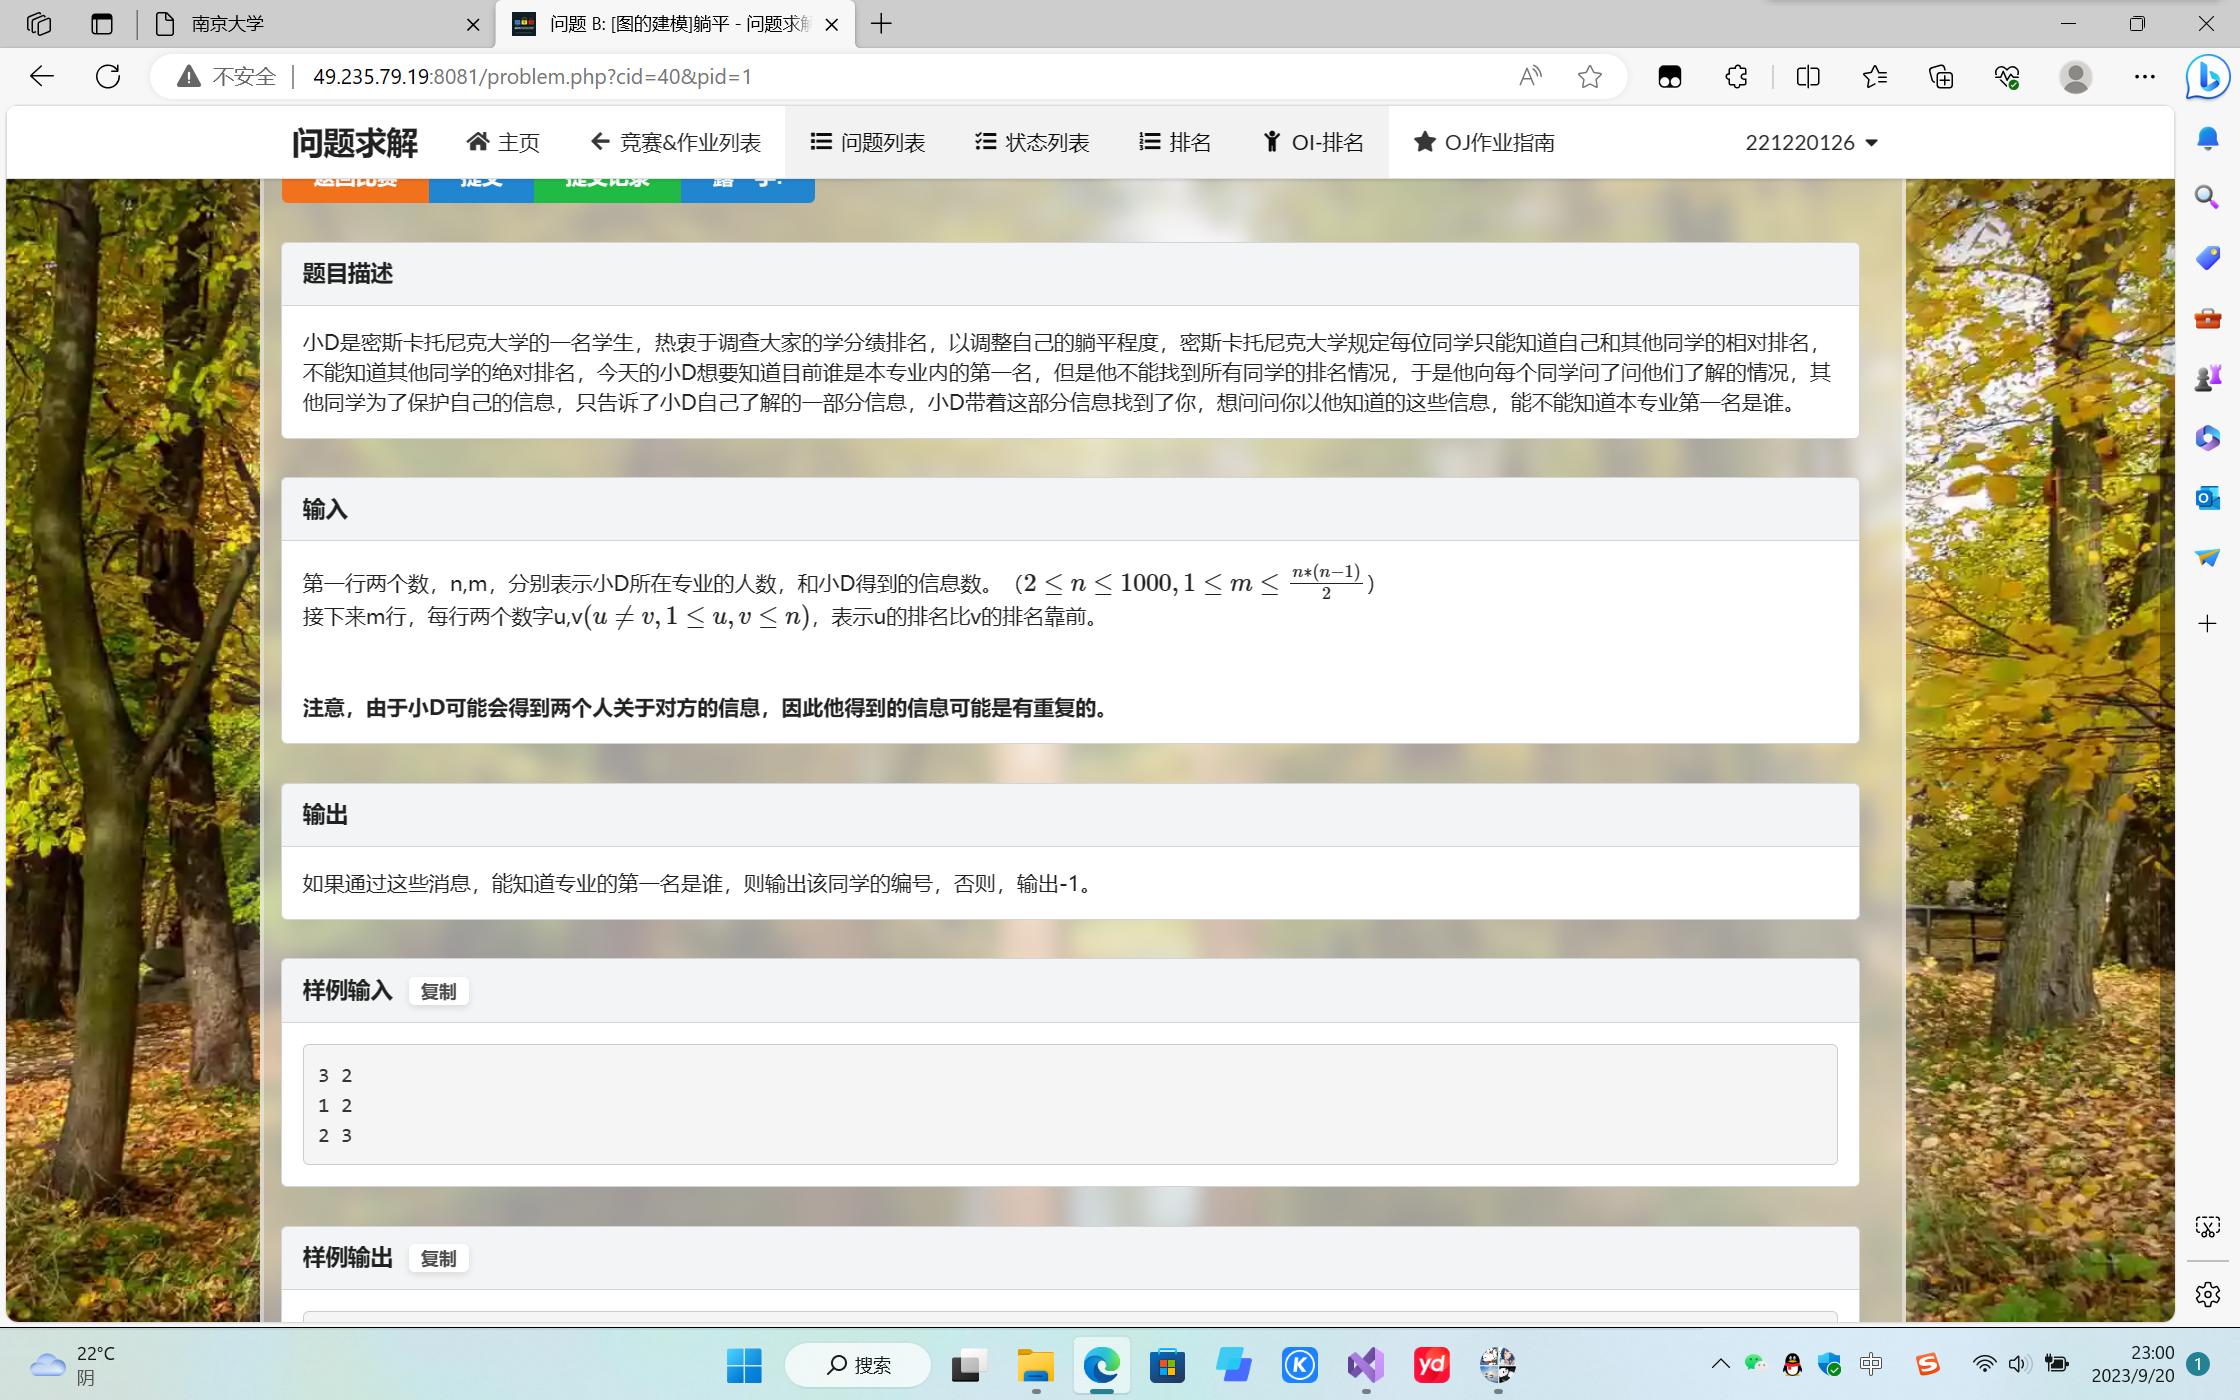 南京大学
问题 B: [图的建模]躺平 - 问题求解
不安全
49.235.79.19:8081/problem.php?cid=40&pid=1
问题求解 主页 竞赛&作业列表 问题列表 状态列表 排名 OI-排名 OJ作业指南 221220126
返回比赛 提交 提交记录 露一手!
题目描述
小D是密斯卡托尼克大学的一名学生，热衷于调查大家的学分绩排名，以调整自己的躺平程度，密斯卡托尼克大学规定每位同学只能知道自己和其他同学的相对排名，
不能知道其他同学的绝对排名，今天的小D想要知道目前谁是本专业内的第一名，但是他不能找到所有同学的排名情况，于是他向每个同学问了问他们了解的情况，其
他同学为了保护自己的信息，只告诉了小D自己了解的一部分信息，小D带着这部分信息找到了你，想问问你以他知道的这些信息，能不能知道本专业第一名是谁。
输入
第一行两个数，n,m，分别表示小D所在专业的人数，和小D得到的信息数。（2 ≤ n ≤ 1000, 1 ≤ m ≤ n*(n−1)/2）
接下来m行，每行两个数字u,v(u ≠ v, 1 ≤ u, v ≤ n)，表示u的排名比v的排名靠前。
注意，由于小D可能会得到两个人关于对方的信息，因此他得到的信息可能是有重复的。
输出
如果通过这些消息，能知道专业的第一名是谁，则输出该同学的编号，否则，输出-1。
样例输入 复制
3 2
1 2
2 3
样例输出 复制
22°C
阴
搜索
yd
中
23:00
2023/9/20
1